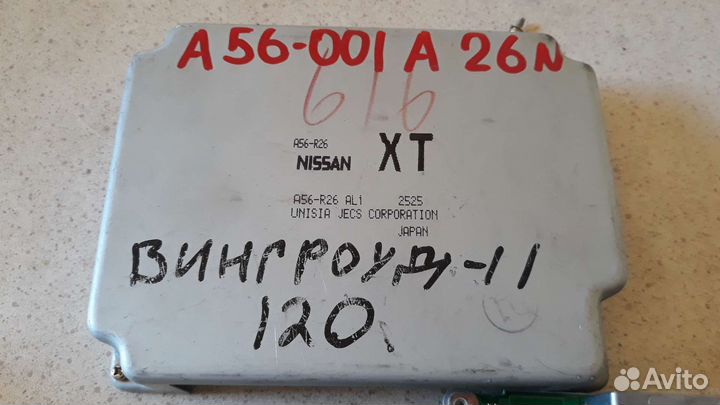 A56-001 A 26N
616
A56-R26
NISSAN XT
A56-R26 AL1 2525
UNISIA JECS CORPORATION
JAPAN
ВИНГРОУД-11
120
Avito